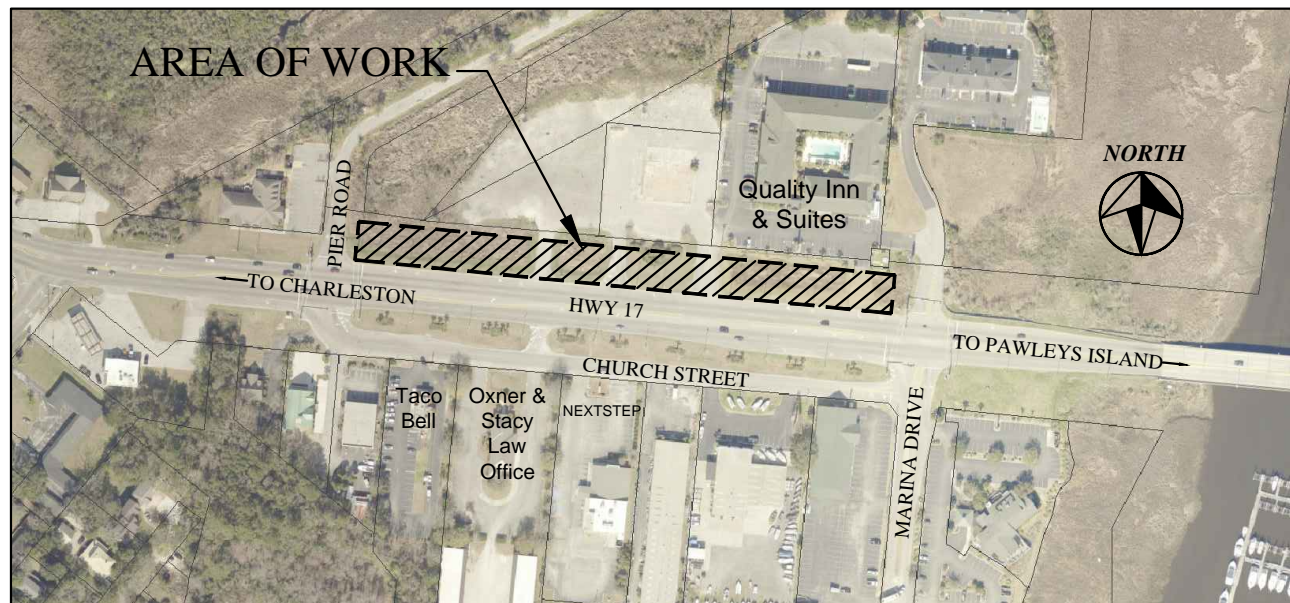 AREA OF WORK
NORTH
Quality Inn
& Suites
PIER ROAD
TO CHARLESTON
HWY 17
TO PAWLEYS ISLAND
CHURCH STREET
Taco
Bell
Oxner &
Stacy
Law
Office
NEXTSTEP
MARINA DRIVE